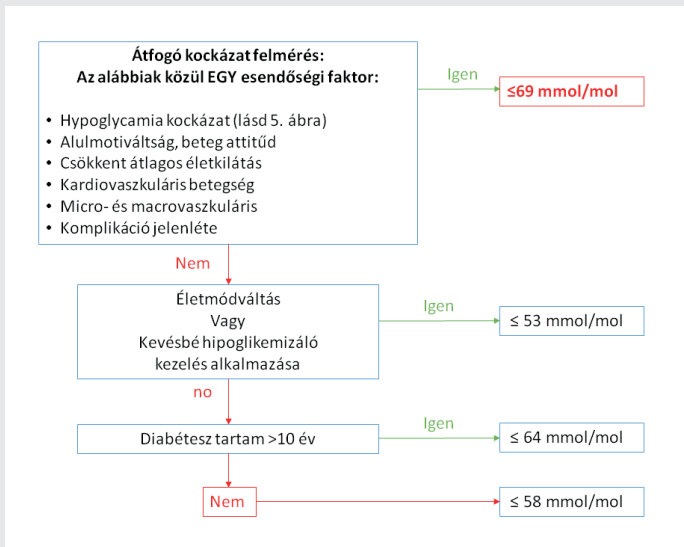 Átfogó kockázat felmérés:
Az alábbiak közül EGY esendőségi faktor:
• Hypoglycamia kockázat (lásd 5. ábra)
• Alulmotiváltság, beteg attitűd
• Csökkent átlagos életkilátás
• Kardiovaszkuláris betegség
• Micro- és macrovaszkuláris
• Komplikáció jelenléte
Igen
≤69 mmol/mol
Nem
Életmódváltás
Vagy
Kevésbé hipoglikemizáló
kezelés alkalmazása
Igen
≤ 53 mmol/mol
no
Diabétesz tartam >10 év
Igen
≤ 64 mmol/mol
Nem
≤ 58 mmol/mol